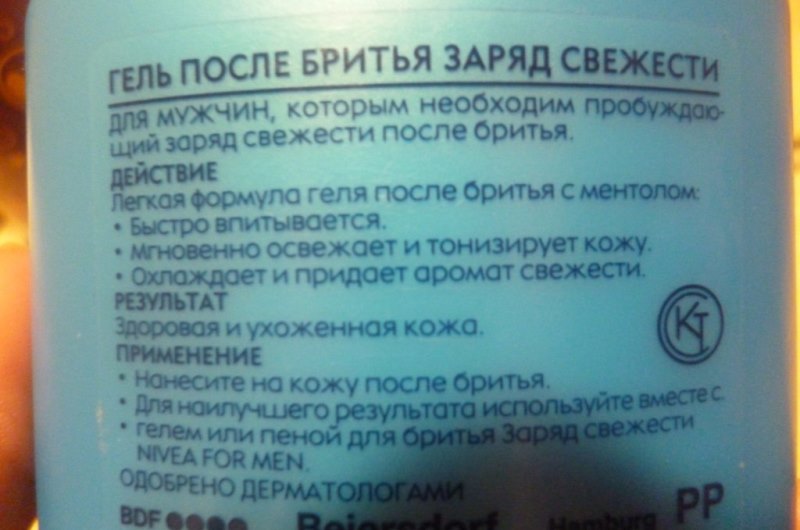 ГЕЛЬ ПОСЛЕ БРИТЬЯ ЗАРЯД СВЕЖЕСТИ
ДЛЯ МУЖЧИН, которым необходим пробуждаю-
щий заряд свежести после бритья.
ДЕЙСТВИЕ
Легкая формула геля после бритья с ментолом:
• Быстро впитывается.
• Мгновенно освежает и тонизирует кожу.
• Охлаждает и придает аромат свежести.
РЕЗУЛЬТАТ
Здоровая и ухоженная кожа.
КТ
ПРИМЕНЕНИЕ
• Нанесите на кожу после бритья.
• Для наилучшего результата используйте вместе с
• гелем или пеной для бритья Заряд свежести
NIVEA FOR MEN.
ОДОБРЕНО ДЕРМАТОЛОГАМИ
BDF●●●● Beiersdorf Hamburg PP